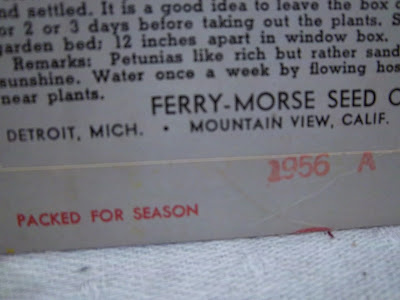 and settled. It is a good idea to leave the box o
or 2 or 3 days before taking out the plants. S
garden bed; 12 inches apart in window box.
Remarks: Petunias like rich but rather sand
sunshine. Water once a week by flowing hos
near plants.
FERRY-MORSE SEED C
DETROIT, MICH. • MOUNTAIN VIEW, CALIF.
1956 A
PACKED FOR SEASON